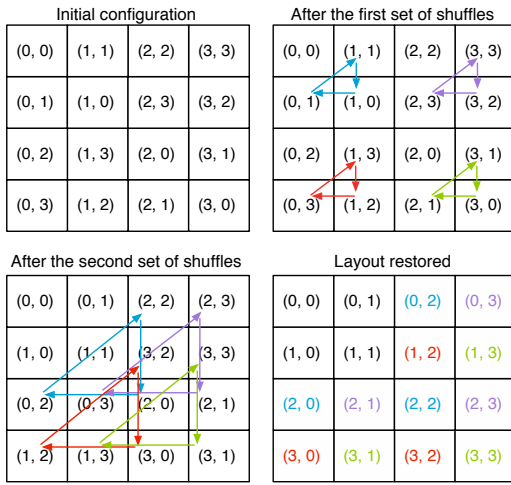 Initial configuration
(0, 0) (1, 1) (2, 2) (3, 3)
(0, 1) (1, 0) (2, 3) (3, 2)
(0, 2) (1, 3) (2, 0) (3, 1)
(0, 3) (1, 2) (2, 1) (3, 0)
After the first set of shuffles
(0, 0) (1, 1) (2, 2) (3, 3)
(0, 1) (1, 0) (2, 3) (3, 2)
(0, 2) (1, 3) (2, 0) (3, 1)
(0, 3) (1, 2) (2, 1) (3, 0)
After the second set of shuffles
(0, 0) (0, 1) (2, 2) (2, 3)
(1, 0) (1, 1) (3, 2) (3, 3)
(0, 2) (0, 3) (2, 0) (2, 1)
(1, 2) (1, 3) (3, 0) (3, 1)
Layout restored
(0, 0) (0, 1) (0, 2) (0, 3)
(1, 0) (1, 1) (1, 2) (1, 3)
(2, 0) (2, 1) (2, 2) (2, 3)
(3, 0) (3, 1) (3, 2) (3, 3)